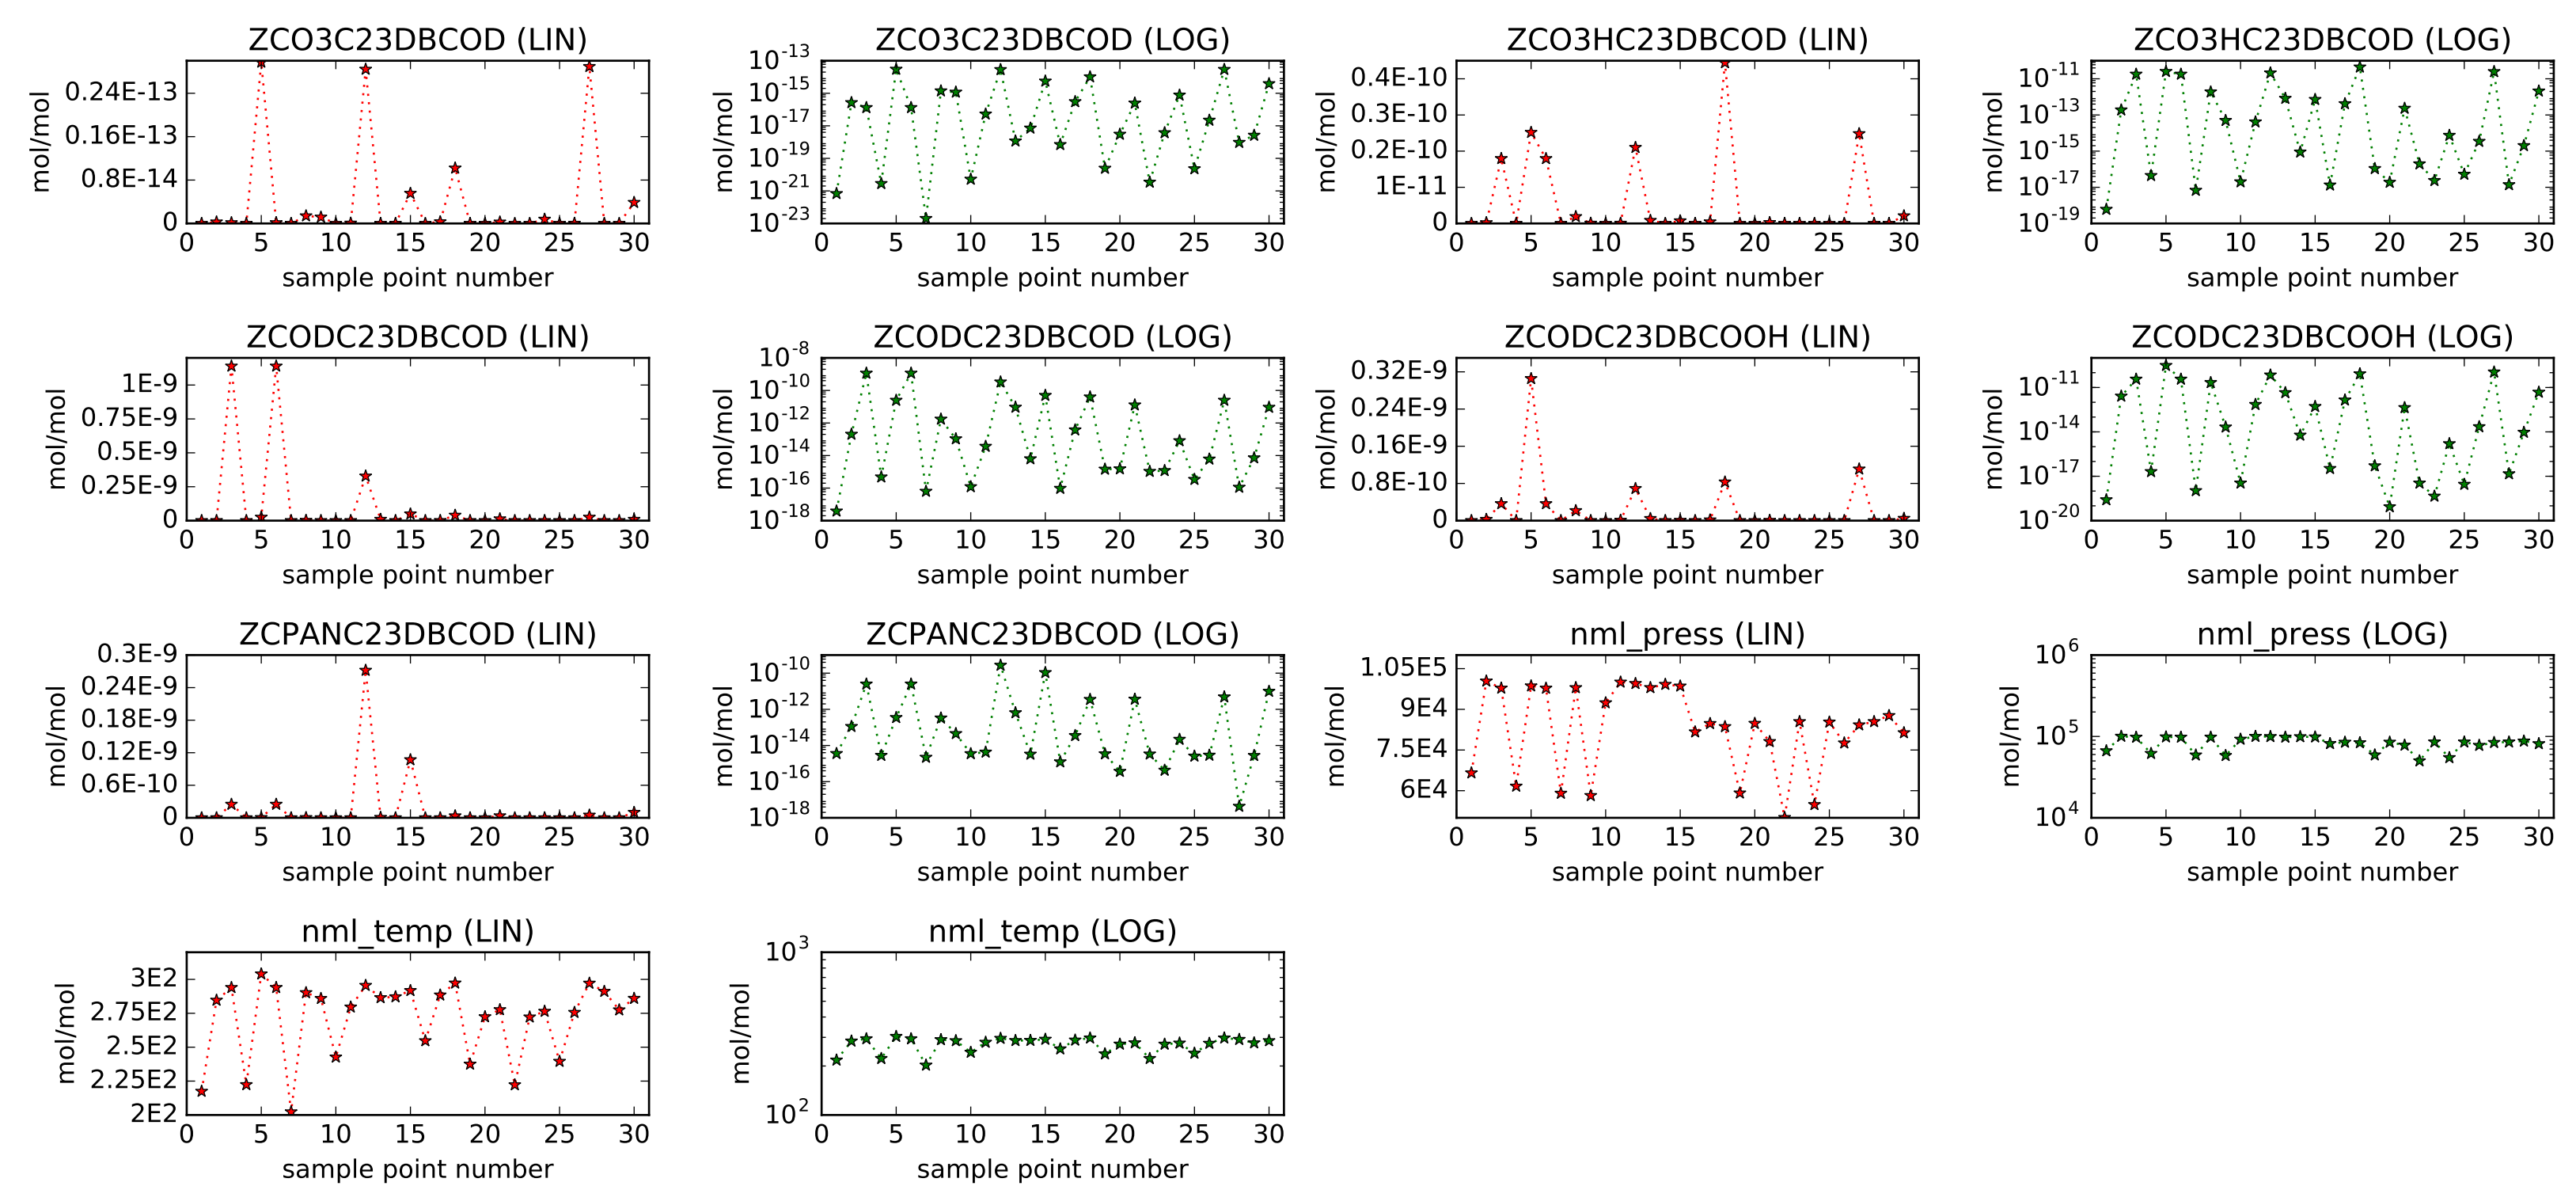 ZCO3C23DBCOD (LIN)
mol/mol
0.24E-13
0.16E-13
0.8E-14
0
0 5 10 15 20 25 30
sample point number
ZCO3C23DBCOD (LOG)
mol/mol
10-13
10-15
10-17
10-19
10-21
10-23
0 5 10 15 20 25 30
sample point number
ZCO3HC23DBCOD (LIN)
mol/mol
0.4E-10
0.3E-10
0.2E-10
1E-11
0
0 5 10 15 20 25 30
sample point number
ZCO3HC23DBCOD (LOG)
mol/mol
10-11
10-13
10-15
10-17
10-19
0 5 10 15 20 25 30
sample point number
ZCODC23DBCOD (LIN)
mol/mol
1E-9
0.75E-9
0.5E-9
0.25E-9
0
0 5 10 15 20 25 30
sample point number
ZCODC23DBCOD (LOG)
mol/mol
10-8
10-10
10-12
10-14
10-16
10-18
0 5 10 15 20 25 30
sample point number
ZCODC23DBCOOH (LIN)
mol/mol
0.32E-9
0.24E-9
0.16E-9
0.8E-10
0
0 5 10 15 20 25 30
sample point number
ZCODC23DBCOOH (LOG)
mol/mol
10-11
10-14
10-17
10-20
0 5 10 15 20 25 30
sample point number
ZCPANC23DBCOD (LIN)
mol/mol
0.3E-9
0.24E-9
0.18E-9
0.12E-9
0.6E-10
0
0 5 10 15 20 25 30
sample point number
ZCPANC23DBCOD (LOG)
mol/mol
10-10
10-12
10-14
10-16
10-18
0 5 10 15 20 25 30
sample point number
nml_press (LIN)
mol/mol
1.05E5
9E4
7.5E4
6E4
0 5 10 15 20 25 30
sample point number
nml_press (LOG)
mol/mol
106
105
104
0 5 10 15 20 25 30
sample point number
nml_temp (LIN)
mol/mol
3E2
2.75E2
2.5E2
2.25E2
2E2
0 5 10 15 20 25 30
sample point number
nml_temp (LOG)
mol/mol
103
102
0 5 10 15 20 25 30
sample point number